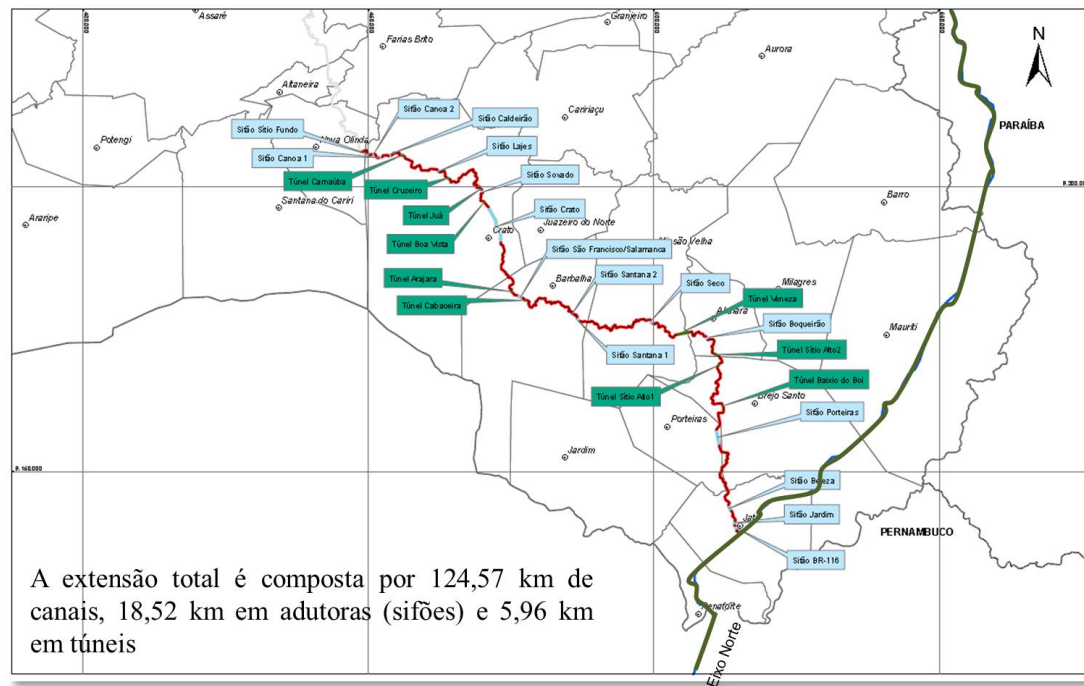 Assaré
Granjeiro
Farias Brito
Aurora
N
Altaneira
Sifão Canoa 2
Caririaçu
Sifão Caldeirão
PARAÍBA
Sifão Sítio Fundo
Potengi
Nova Olinda
Sifão Lajes
Sifão Canoa 1
Túnel Carnaúba
Túnel Cruzeiro
Sifão Sovado
Barro
Santana do Cariri
Túnel Juá
Sifão Crato
Araripe
Juazeiro do Norte
Crato
Túnel Boa Vista
Sifão São Francisco/Salamanca
Missão Velha
Sifão Santana 2
Túnel Arajara
Barbalha
Sifão Seco
Milagres
Túnel Cabaceira
Túnel Veneza
Abaiara
Sifão Boqueirão
Mauriti
Sifão Santana 1
Túnel Sítio Alto2
Túnel Baixio do Boi
Túnel Sítio Alto1
Brejo Santo
Sifão Porteiras
Porteiras
Jardim
Sifão Beleza
Sifão Jardim
PERNAMBUCO
Sifão BR-116
A extensão total é composta por 124,57 km de
canais, 18,52 km em adutoras (sifões) e 5,96 km
em túneis
Penaforte
Eixo Norte